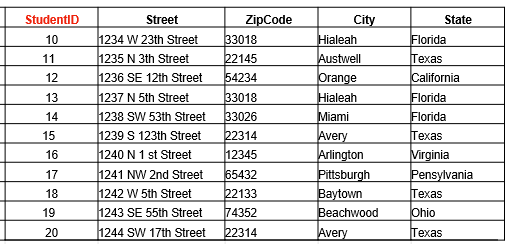 StudentID Street ZipCode City State
10 1234 W 23th Street 33018 Hialeah Florida
11 1235 N 3th Street 22145 Austwell Texas
12 1236 SE 12th Street 54234 Orange California
13 1237 N 5th Street 33018 Hialeah Florida
14 1238 SW 53th Street 33026 Miami Florida
15 1239 S 123th Street 22314 Avery Texas
16 1240 N 1 st Street 12345 Arlington Virginia
17 1241 NW 2nd Street 65432 Pittsburgh Pensylvania
18 1242 W 5th Street 22133 Baytown Texas
19 1243 SE 55th Street 74352 Beachwood Ohio
20 1244 SW 17th Street 22314 Avery Texas